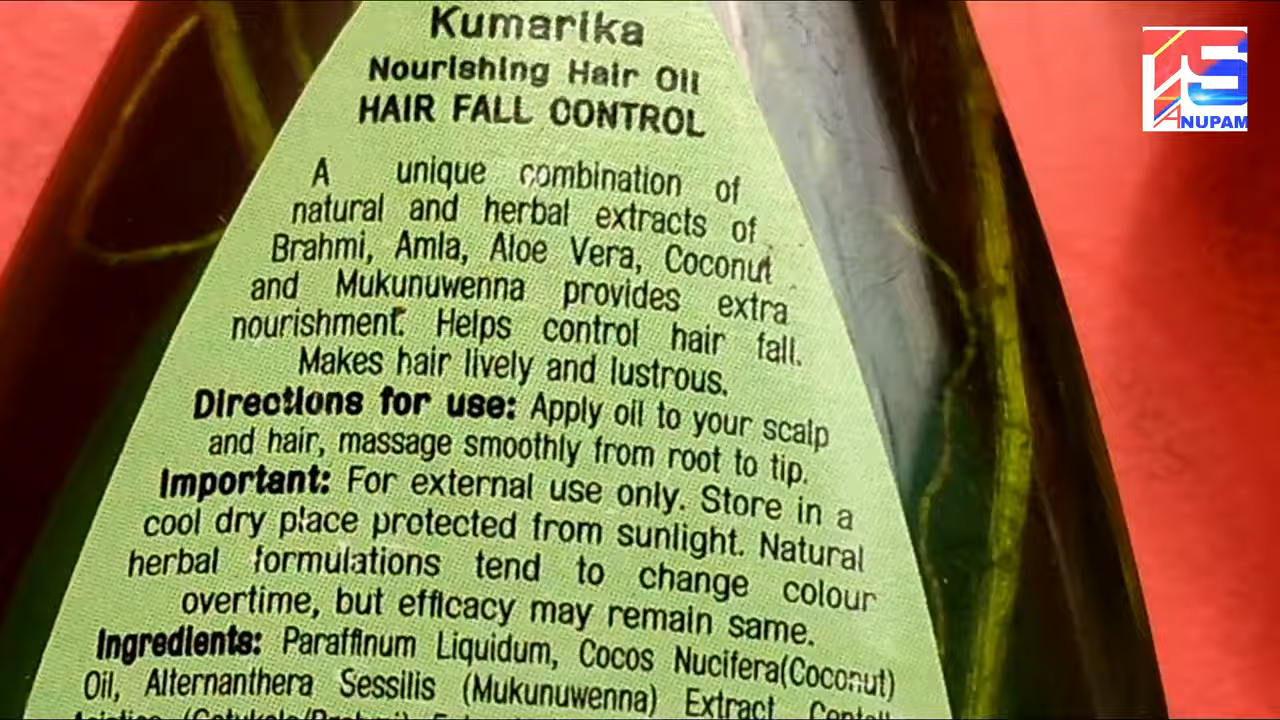 Kumarika
Nourishing Hair Oil
HAIR FALL CONTROL
A unique combination of
natural and herbal extracts of
Brahmi, Amla, Aloe Vera, Coconut
and Mukunuwenna provides extra
nourishment. Helps control hair fall.
Makes hair lively and lustrous.
Directions for use: Apply oil to your scalp
and hair, massage smoothly from root to tip.
Important: For external use only. Store in a
cool dry place protected from sunlight. Natural
herbal formulations tend to change colour
overtime, but efficacy may remain same.
Ingredients: Paraffinum Liquidum, Cocos Nucifera(Coconut)
Oil, Alternanthera Sessilis (Mukunuwenna) Extract
ANUPAM